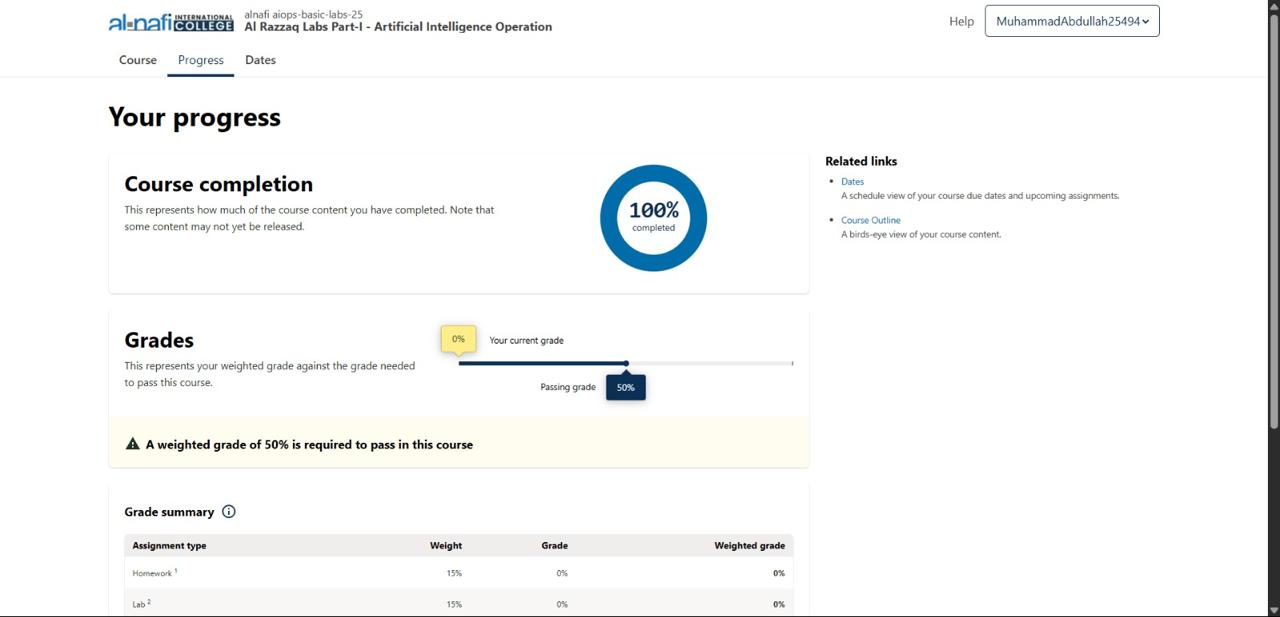 al-nafi INTERNATIONAL COLLEGE
alnafi aiops-basic-labs-25
Al Razzaq Labs Part-I - Artificial Intelligence Operation
Help
MuhammadAbdullah25494
Course
Progress
Dates
Your progress
Course completion
This represents how much of the course content you have completed. Note that
some content may not yet be released.
100%
completed
Related links
• Dates
A schedule view of your course due dates and upcoming assignments.
• Course Outline
A birds-eye view of your course content.
Grades
This represents your weighted grade against the grade needed
to pass this course.
0%
Your current grade
Passing grade
50%
A weighted grade of 50% is required to pass in this course
Grade summary
Assignment type Weight Grade Weighted grade
Homework 1 15% 0% 0%
Lab 2 15% 0% 0%